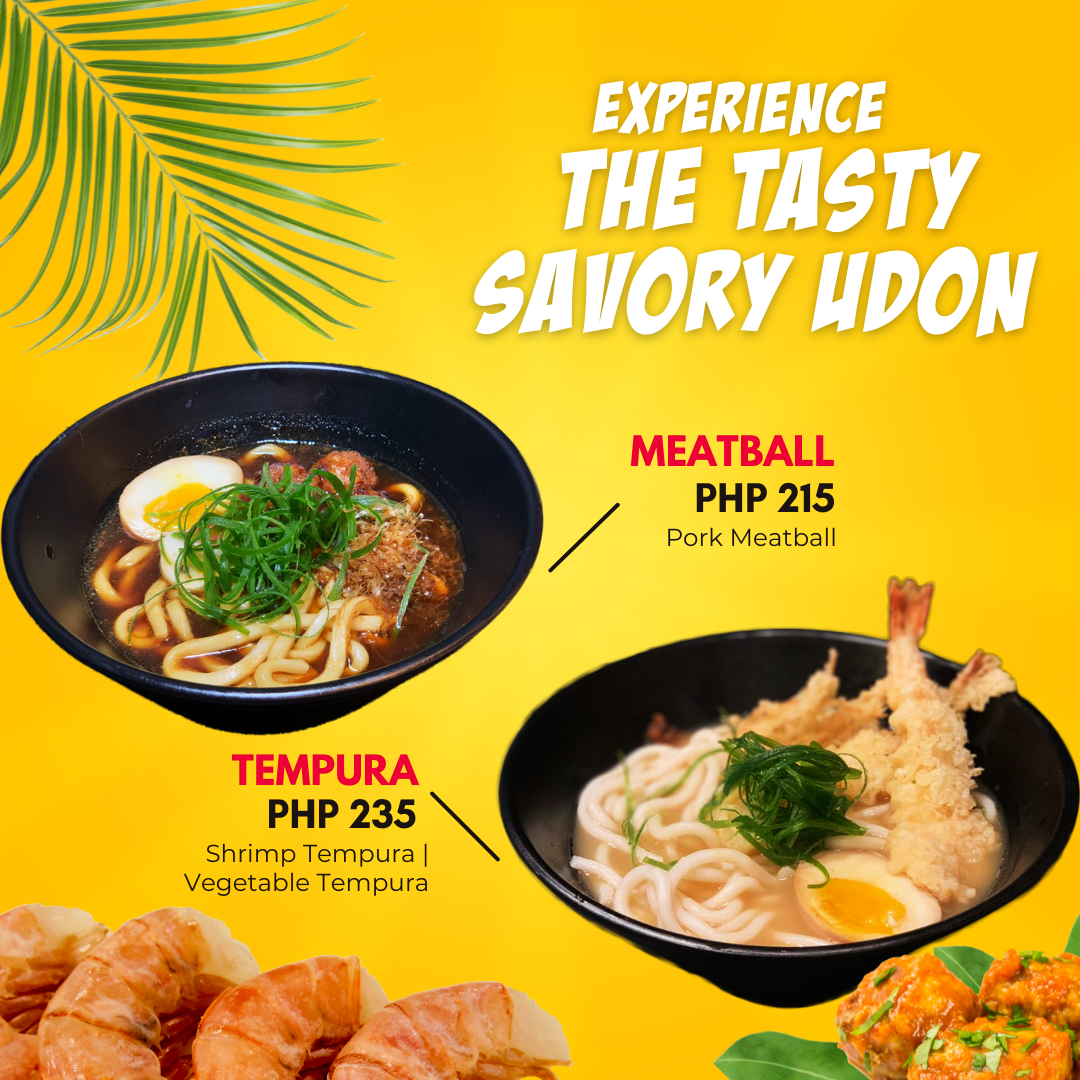 EXPERIENCE
THE TASTY
SAVORY UDON
MEATBALL
PHP 215
Pork Meatball
TEMPURA
PHP 235
Shrimp Tempura |
Vegetable Tempura